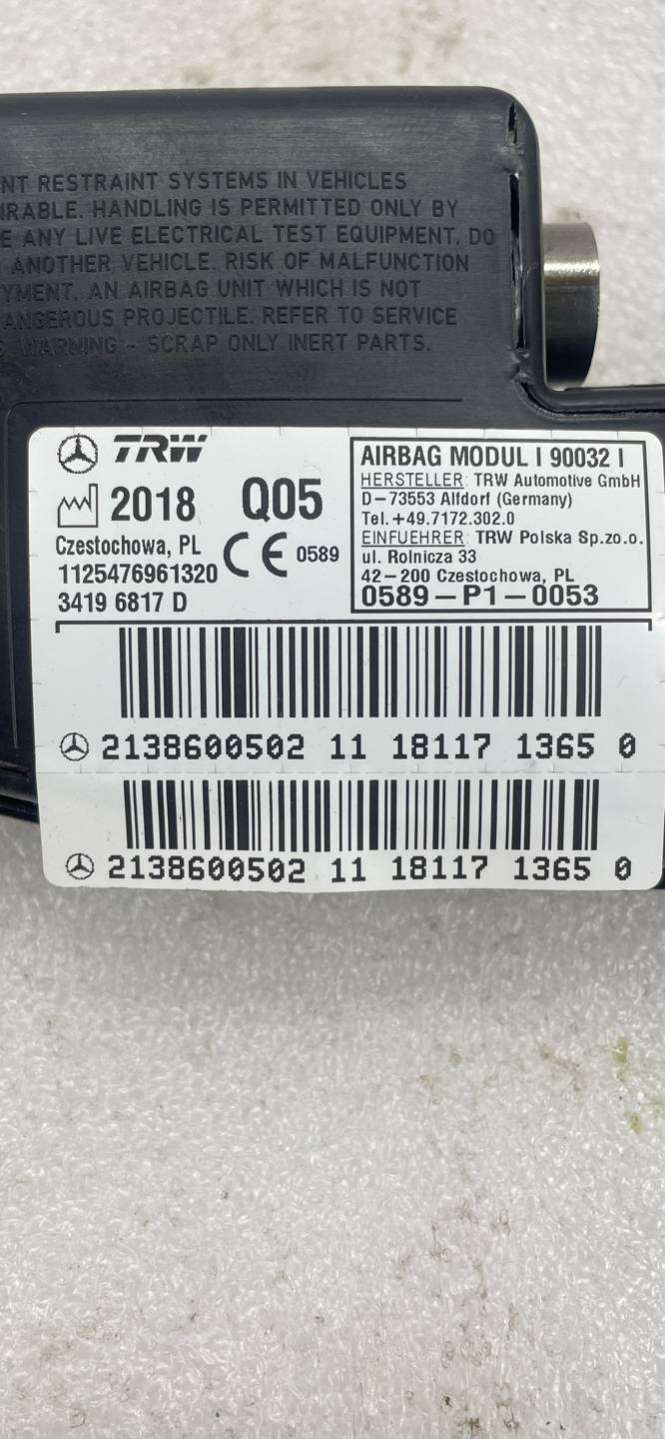 NT RESTRAINT SYSTEMS IN VEHICLES
IRABLE. HANDLING IS PERMITTED ONLY BY
E ANY LIVE ELECTRICAL TEST EQUIPMENT, DO
ANOTHER VEHICLE. RISK OF MALFUNCTION
YMENT. AN AIRBAG UNIT WHICH IS NOT
ANGEROUS PROJECTILE. REFER TO SERVICE
WARNING - SCRAP ONLY INERT PARTS.
TRW
2018 Q05
Czestochowa, PL
CE 0589
1125476961320
3419 6817 D
AIRBAG MODUL I 90032 I
HERSTELLER: TRW Automotive GmbH
D-73553 Alfdorf (Germany)
Tel.+49.7172.302.0
EINFUEHRER: TRW Polska Sp.zo.o.
ul. Rolnicza 33
42-200 Czestochowa, PL
0589-P1-0053
2138600502 11 18117 1365 0
2138600502 11 18117 1365 0